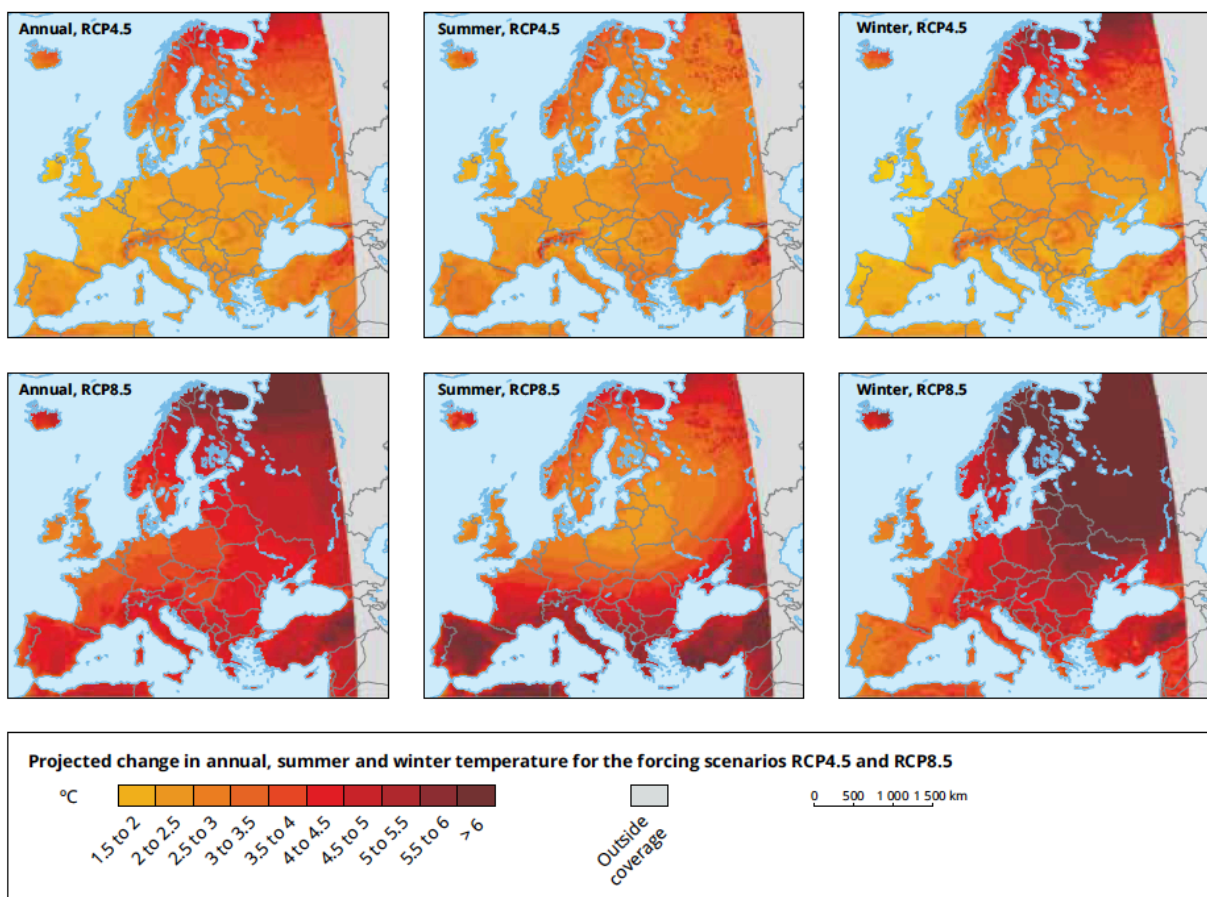 Annual, RCP4.5
Summer, RCP4.5
Winter, RCP4.5
Annual, RCP8.5
Summer, RCP8.5
Winter, RCP8.5
Projected change in annual, summer and winter temperature for the forcing scenarios RCP4.5 and RCP8.5
°C
1.5 to 2
2 to 2.5
2.5 to 3
3 to 3.5
3.5 to 4
4 to 4.5
4.5 to 5
5 to 5.5
5.5 to 6
> 6
Outside
coverage
0 500 1 000 1 500 km